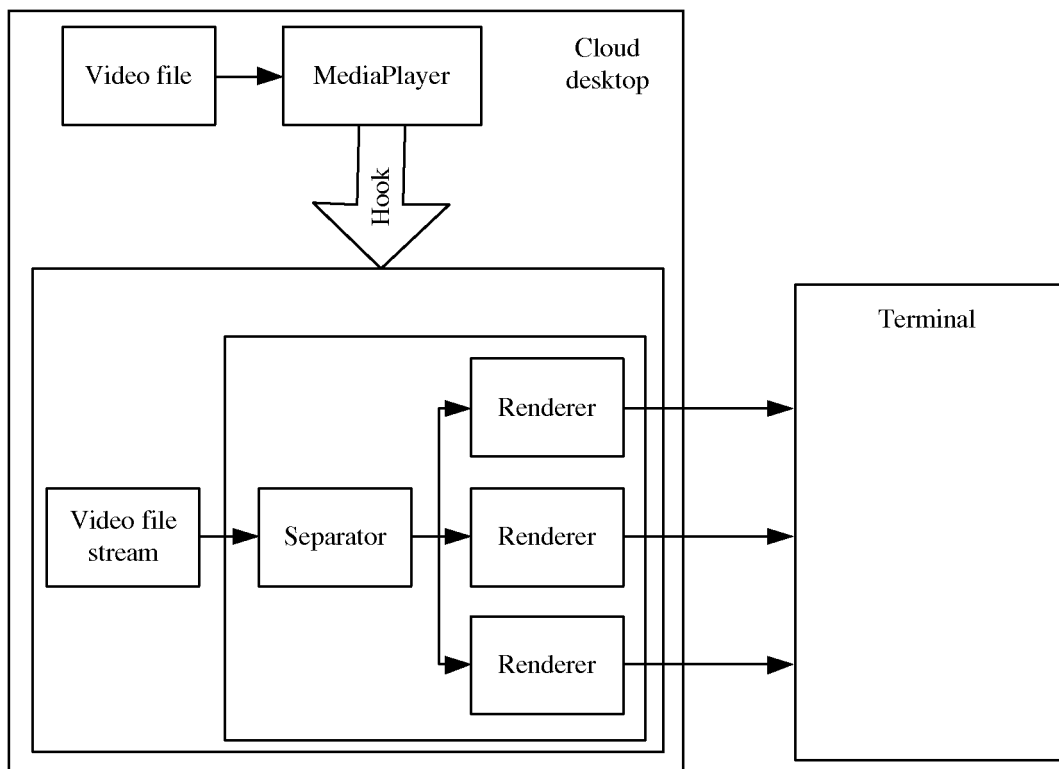 Cloud
desktop
Video file
MediaPlayer
Hook
Terminal
Renderer
Video file
stream
Separator
Renderer
Renderer